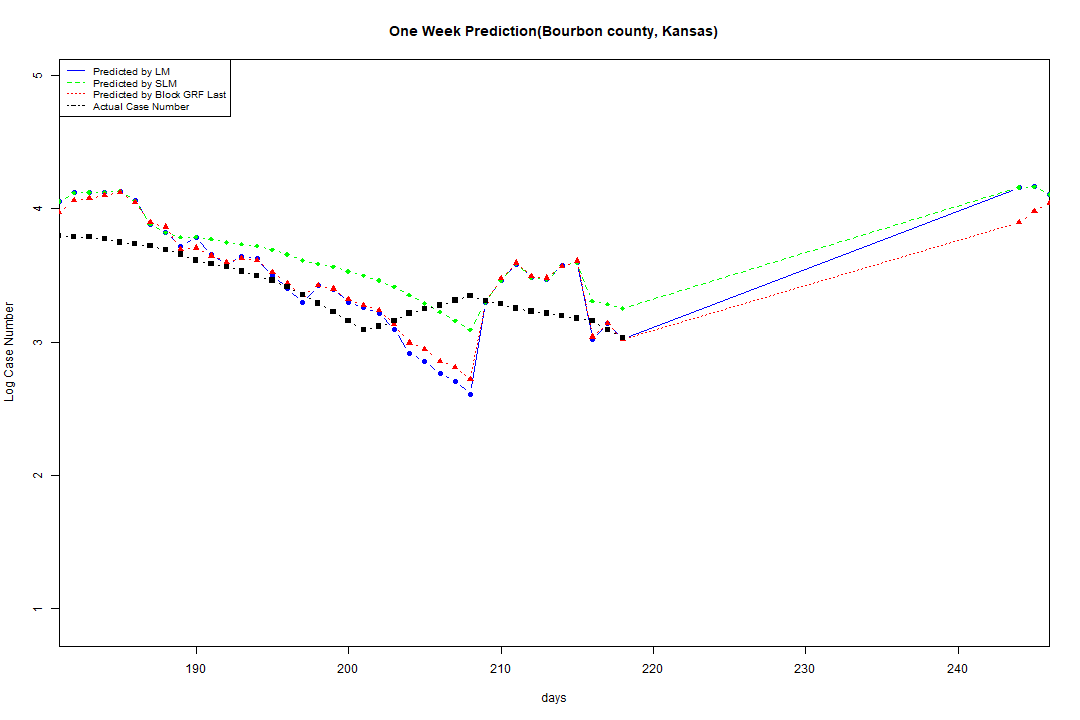 One Week Prediction(Bourbon county, Kansas)
Predicted by LM
Predicted by SLM
Predicted by Block GRF Last
Actual Case Number
5
4
3
2
1
Log Case Number
190 200 210 220 230 240
days